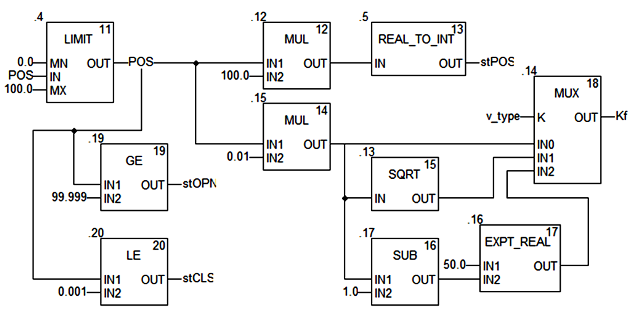 .4 11
LIMIT
0.0 MN OUT POS
POS IN
100.0 MX
.12 12
MUL
IN1 OUT
100.0 IN2
.5 13
REAL_TO_INT
IN OUT stPOS
.15 14
MUL
IN1 OUT
0.01 IN2
.14 18
MUX
v_type K OUT Kf
IN0
IN1
IN2
.19 19
GE
IN1 OUT stOPN
99.999 IN2
.13 15
SQRT
IN OUT
.20 20
LE
IN1 OUT stCLS
0.001 IN2
.17 16
SUB
IN1 OUT
1.0 IN2
.16 17
EXPT_REAL
50.0 IN1 OUT
IN2